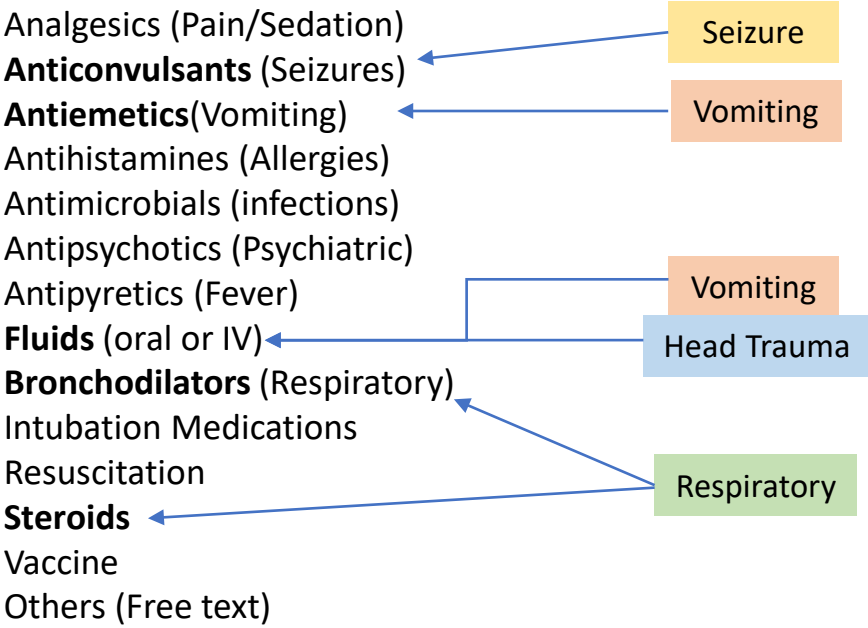 Analgesics (Pain/Sedation)
Anticonvulsants (Seizures)
Antiemetics(Vomiting)
Antihistamines (Allergies)
Antimicrobials (infections)
Antipsychotics (Psychiatric)
Antipyretics (Fever)
Fluids (oral or IV)
Bronchodilators (Respiratory)
Intubation Medications
Resuscitation
Steroids
Vaccine
Others (Free text)
Seizure
Vomiting
Vomiting
Head Trauma
Respiratory